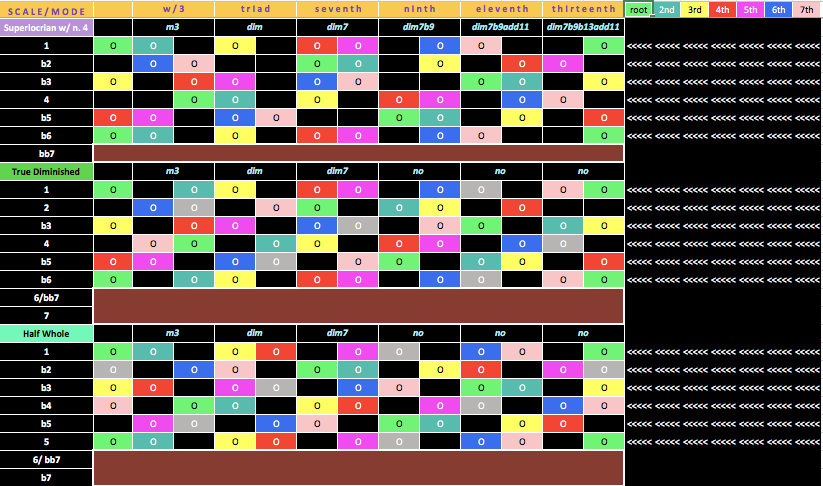 SCALE/MODE w/3 triad seventh ninth eleventh thirteenth root 2nd 3rd 4th 5th 6th 7th
Superlocrian w/ n. 4 m3 dim dim7 dim7b9 dim7b9add11 dim7b9b13add11
1 O O O O O O O O <<<<< <<<<< <<<<< <<<<< <<<<< <<<<< <<<<<
b2 O O O O O O O <<<<< <<<<< <<<<< <<<<< <<<<< <<<<< <<<<<
b3 O O O O O O O O <<<<< <<<<< <<<<< <<<<< <<<<< <<<<< <<<<<
4 O O O O O O O <<<<< <<<<< <<<<< <<<<< <<<<< <<<<< <<<<<
b5 O O O O O O O O <<<<< <<<<< <<<<< <<<<< <<<<< <<<<< <<<<<
b6 O O O O O O O O <<<<< <<<<< <<<<< <<<<< <<<<< <<<<< <<<<<
bb7
True Diminished m3 dim dim7 no no no
1 O O O O O O O O O <<<<< <<<<< <<<<< <<<<< <<<<< <<<<< <<<<<
2 O O O O O O O <<<<< <<<<< <<<<< <<<<< <<<<< <<<<< <<<<<
b3 O O O O O O O O O <<<<< <<<<< <<<<< <<<<< <<<<< <<<<< <<<<<
4 O O O O O O O O <<<<< <<<<< <<<<< <<<<< <<<<< <<<<< <<<<<
b5 O O O O O O O O O <<<<< <<<<< <<<<< <<<<< <<<<< <<<<< <<<<<
b6 O O O O O O O O O <<<<< <<<<< <<<<< <<<<< <<<<< <<<<< <<<<<
6/bb7
7
Half Whole m3 dim dim7 no no no
1 O O O O O O O O O <<<<< <<<<< <<<<< <<<<< <<<<< <<<<< <<<<<
b2 O O O O O O O O O <<<<< <<<<< <<<<< <<<<< <<<<< <<<<< <<<<<
b3 O O O O O O O O O <<<<< <<<<< <<<<< <<<<< <<<<< <<<<< <<<<<
b4 O O O O O O O O O <<<<< <<<<< <<<<< <<<<< <<<<< <<<<< <<<<<
b5 O O O O O O O O <<<<< <<<<< <<<<< <<<<< <<<<< <<<<< <<<<<
5 O O O O O O O O O <<<<< <<<<< <<<<< <<<<< <<<<< <<<<< <<<<<
6/ bb7
b7